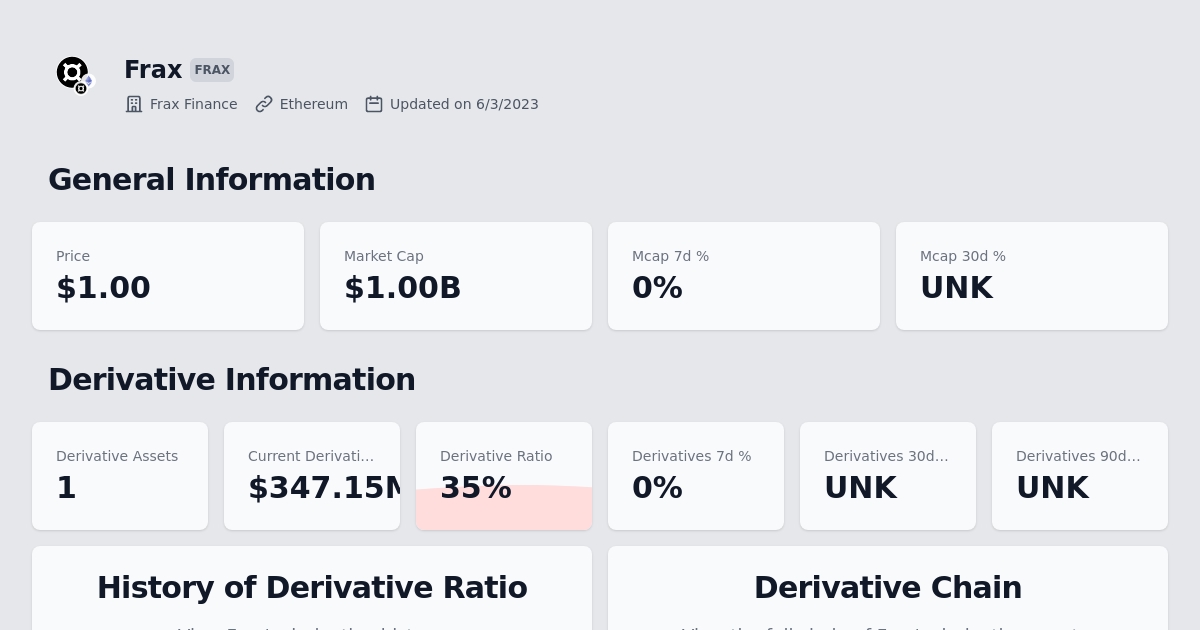 Frax FRAX
Frax Finance Ethereum Updated on 6/3/2023
General Information
Price
$1.00
Market Cap
$1.00B
Mcap 7d %
0%
Mcap 30d %
UNK
Derivative Information
Derivative Assets
1
Current Derivati...
$347.15M
Derivative Ratio
35%
Derivatives 7d %
0%
Derivatives 30d...
UNK
Derivatives 90d...
UNK
History of Derivative Ratio
Derivative Chain